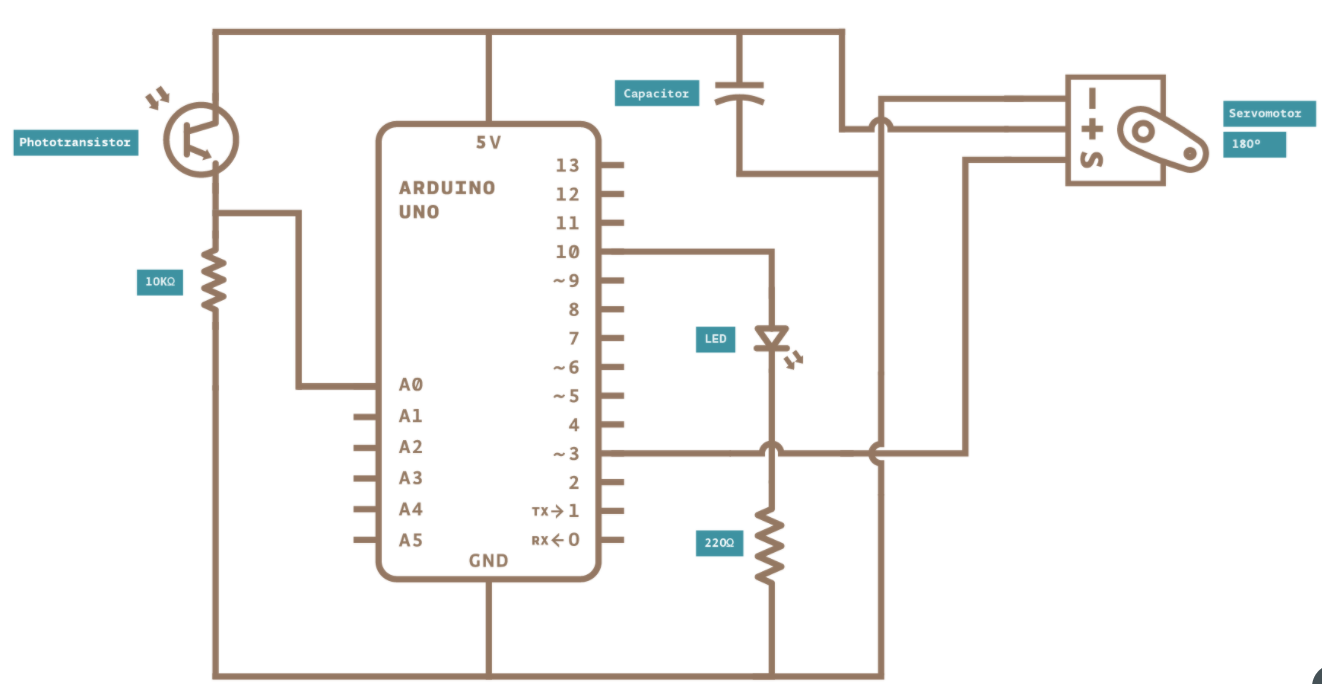 Phototransistor
10KΩ
5V
ARDUINO
UNO
A0
A1
A2
A3
A4
A5
GND
13
12
11
10
~9
8
7
~6
~5
4
~3
2
TX→1
RX←0
Capacitor
LED
220Ω
-
+
S
Servomotor
180º